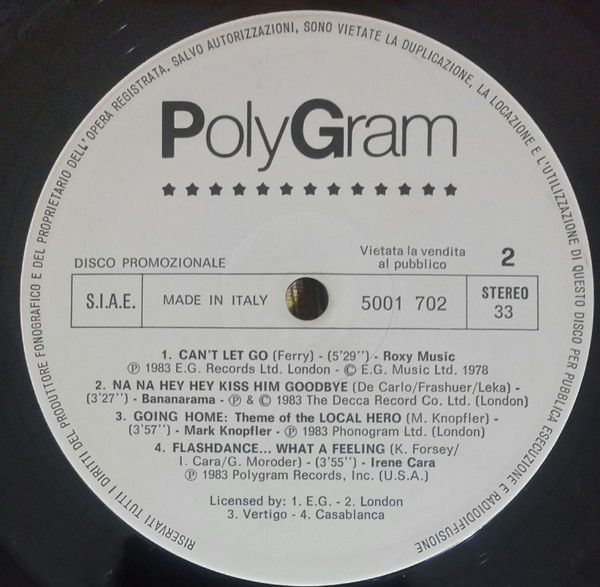 RISERVATI TUTTI I DIRITTI DEL PRODUTTORE FONOGRAFICO E DEL PROPRIETARIO DELL'OPERA REGISTRATA. SALVO AUTORIZZAZIONI, SONO VIETATE LA DUPLICAZIONE, LA LOCAZIONE E L'UTILIZZAZIONE DI QUESTO DISCO PER PUBBLICA ESECUZIONE E RADIODIFFUSIONE
PolyGram
★★★★★★★★★★★★★
DISCO PROMOZIONALE
Vietata la vendita
al pubblico
2
S.I.A.E.
MADE IN ITALY
5001 702
STEREO
33
1. CAN'T LET GO (Ferry) - (5'29") - Roxy Music
℗ 1983 E.G. Records Ltd. London - © E.G. Music Ltd. 1978
2. NA NA HEY HEY KISS HIM GOODBYE (De Carlo/Frashuer/Leka) -
(3'27") - Bananarama - ℗ & © 1983 The Decca Record Co. Ltd. (London)
3. GOING HOME: Theme of the LOCAL HERO (M. Knopfler) -
(3'57") - Mark Knopfler - ℗ 1983 Phonogram Ltd. (London)
4. FLASHDANCE... WHAT A FEELING (K. Forsey/
I. Cara/G. Moroder) - (3'55") - Irene Cara
℗ 1983 Polygram Records, Inc. (U.S.A.)
Licensed by: 1. E.G. - 2. London
3. Vertigo - 4. Casablanca